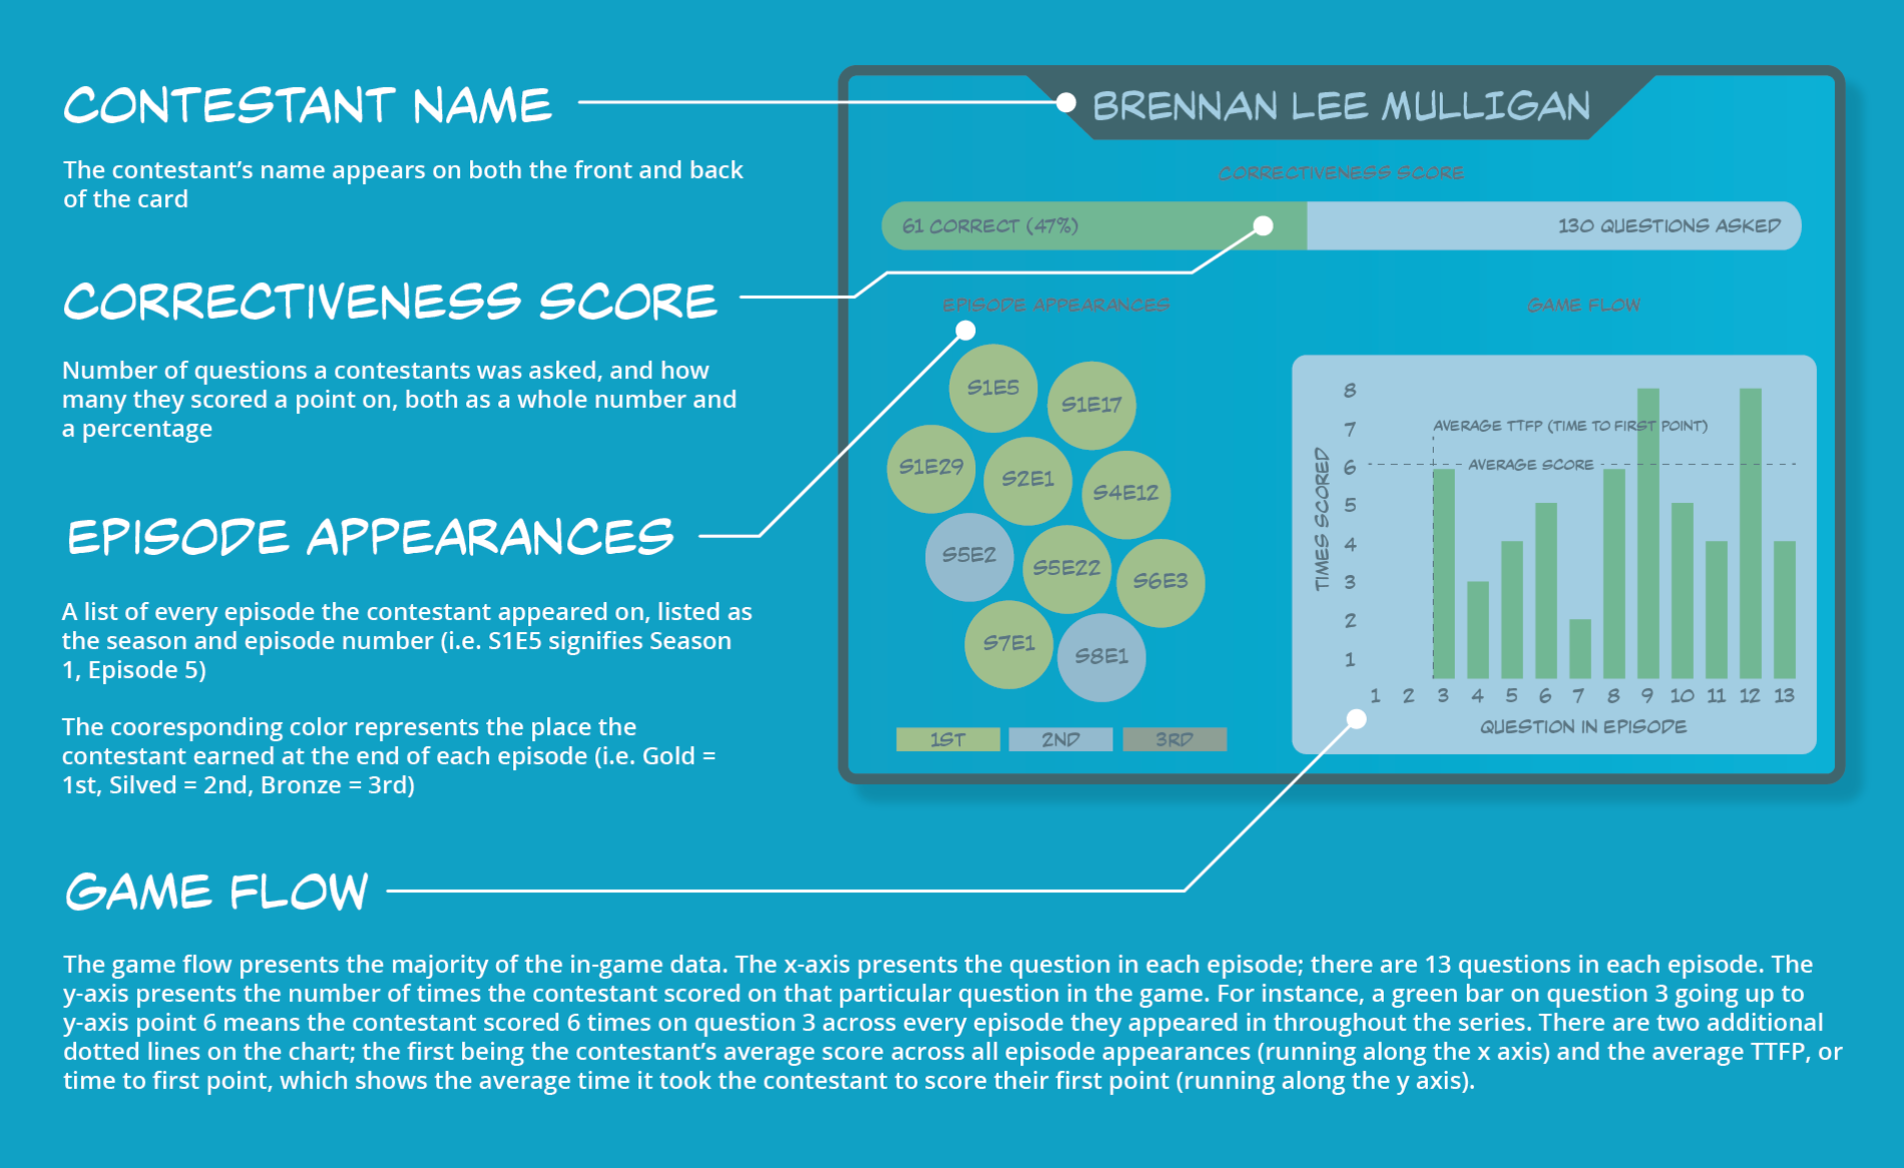 CONTESTANT NAME
The contestant's name appears on both the front and back
of the card
CORRECTIVENESS SCORE
Number of questions a contestants was asked, and how
many they scored a point on, both as a whole number and
a percentage
EPISODE APPEARANCES
A list of every episode the contestant appeared on, listed as
the season and episode number (i.e. S1E5 signifies Season
1, Episode 5)
The cooresponding color represents the place the
contestant earned at the end of each episode (i.e. Gold =
1st, Silved = 2nd, Bronze = 3rd)
BRENNAN LEE MULLIGAN
CORRECTIVENESS SCORE
61 CORRECT (47%)
130 QUESTIONS ASKED
EPISODE APPEARANCES
S1E5
S1E17
S1E29
S2E1
S4E12
S5E2
S5E22
S6E3
S7E1
S8E1
1ST
2ND
3RD
GAME FLOW
8
7
6
5
4
3
2
1
TIMES SCORED
AVERAGE TTFP (TIME TO FIRST POINT)
AVERAGE SCORE
1 2 3 4 5 6 7 8 9 10 11 12 13
QUESTION IN EPISODE
GAME FLOW
The game flow presents the majority of the in-game data. The x-axis presents the question in each episode; there are 13 questions in each episode. The
y-axis presents the number of times the contestant scored on that particular question in the game. For instance, a green bar on question 3 going up to
y-axis point 6 means the contestant scored 6 times on question 3 across every episode they appeared in throughout the series. There are two additional
dotted lines on the chart; the first being the contestant's average score across all episode appearances (running along the x axis) and the average TTFP, or
time to first point, which shows the average time it took the contestant to score their first point (running along the y axis).